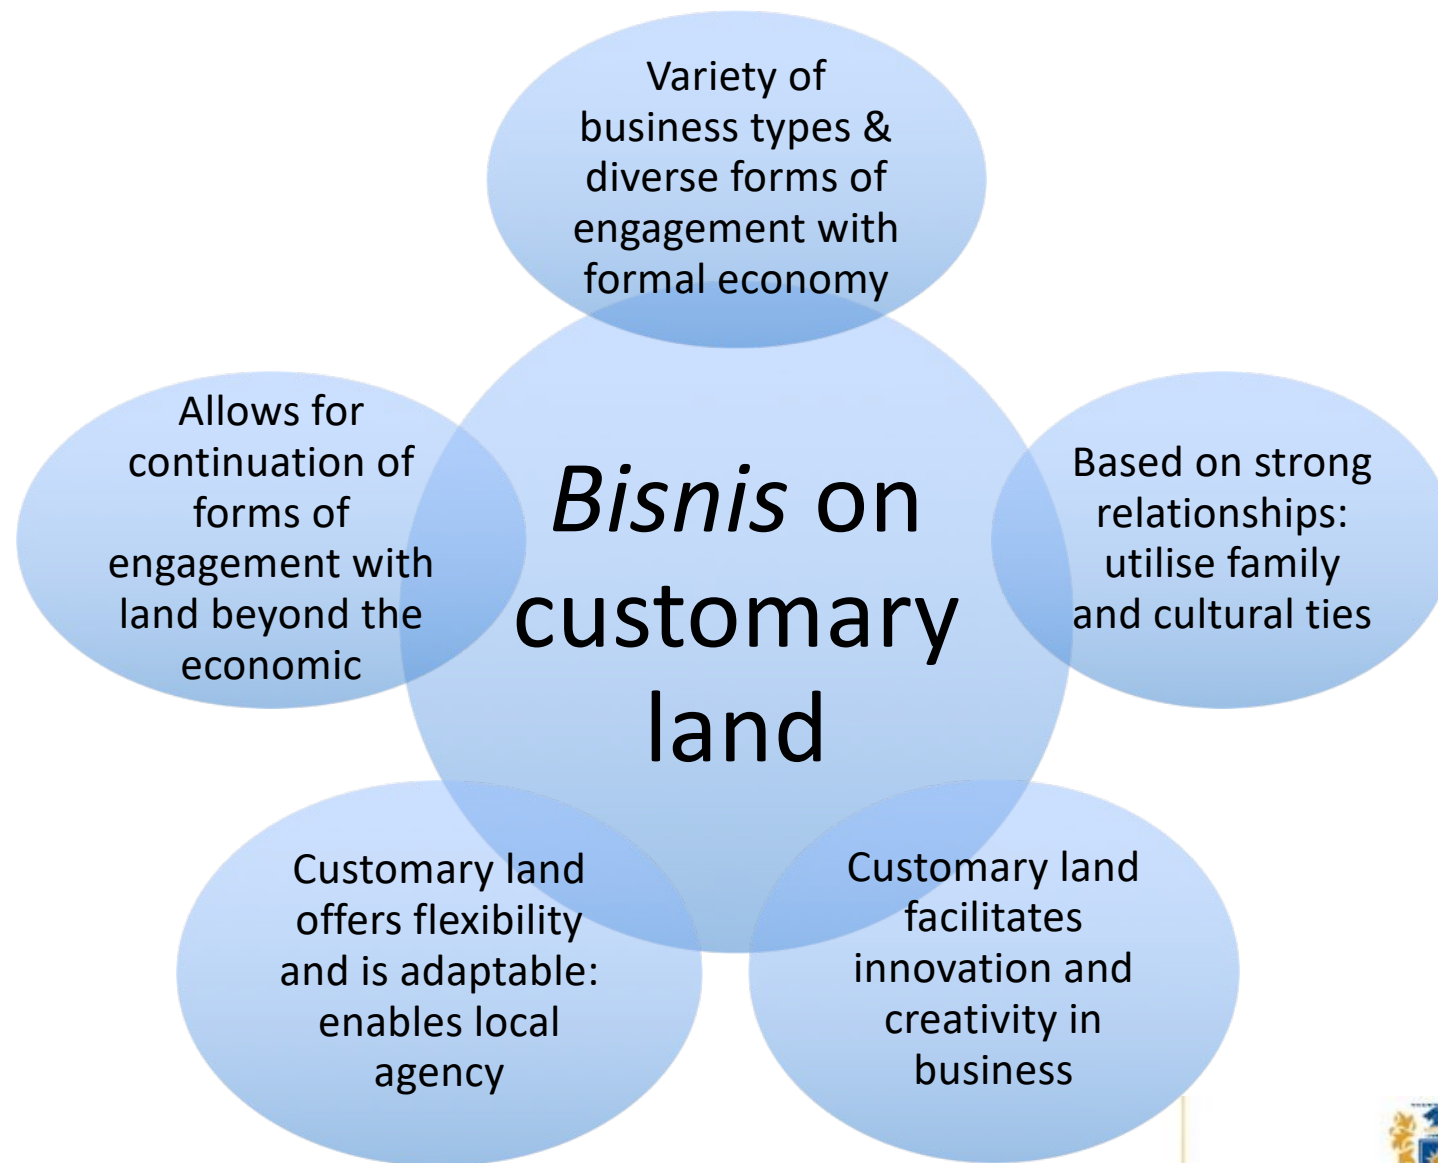 Variety of
business types &
diverse forms of
engagement with
formal economy
Allows for
continuation of
forms of
engagement with
land beyond the
economic
Bisnis on
customary
land
Based on strong
relationships:
utilise family
and cultural ties
Customary land
offers flexibility
and is adaptable:
enables local
agency
Customary land
facilitates
innovation and
creativity in
business